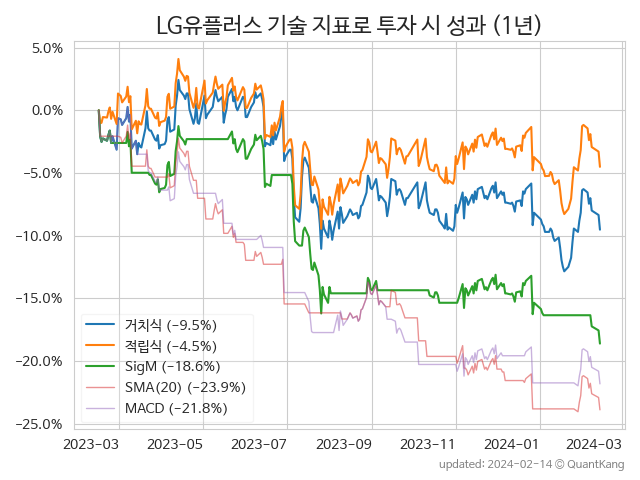 LG유플러스 기술 지표로 투자 시 성과 (1년)
5.0%
0.0%
−5.0%
−10.0%
−15.0%
−20.0%
−25.0%
거치식 (−9.5%)
적립식 (−4.5%)
SigM (−18.6%)
SMA(20) (−23.9%)
MACD (−21.8%)
2023−03 2023−05 2023−07 2023−09 2023−11 2024−01 2024−03
updated: 2024−02−14 ⓒ QuantKang